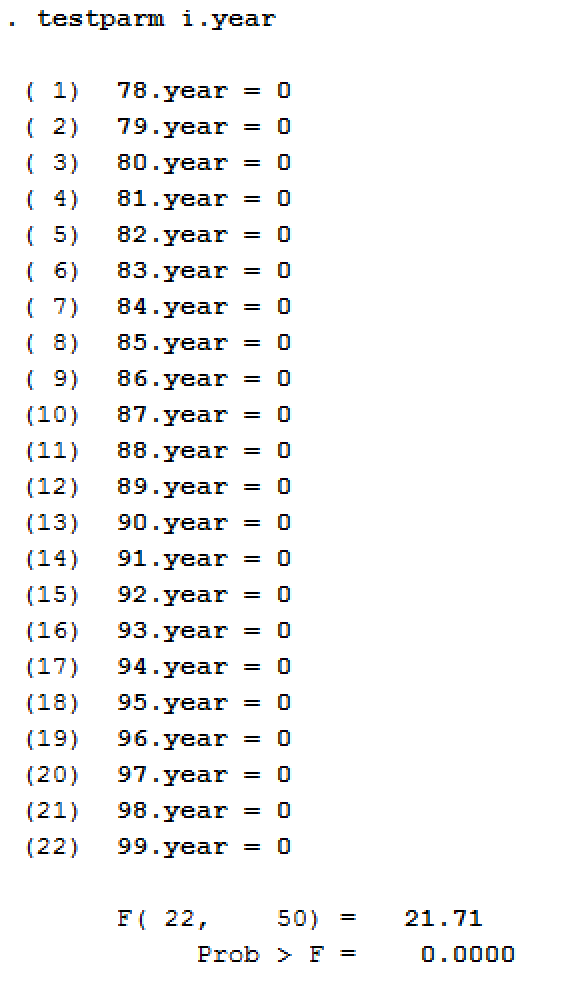 . testparm i.year
( 1) 78.year = 0
( 2) 79.year = 0
( 3) 80.year = 0
( 4) 81.year = 0
( 5) 82.year = 0
( 6) 83.year = 0
( 7) 84.year = 0
( 8) 85.year = 0
( 9) 86.year = 0
(10) 87.year = 0
(11) 88.year = 0
(12) 89.year = 0
(13) 90.year = 0
(14) 91.year = 0
(15) 92.year = 0
(16) 93.year = 0
(17) 94.year = 0
(18) 95.year = 0
(19) 96.year = 0
(20) 97.year = 0
(21) 98.year = 0
(22) 99.year = 0
F( 22, 50) = 21.71
Prob > F = 0.0000